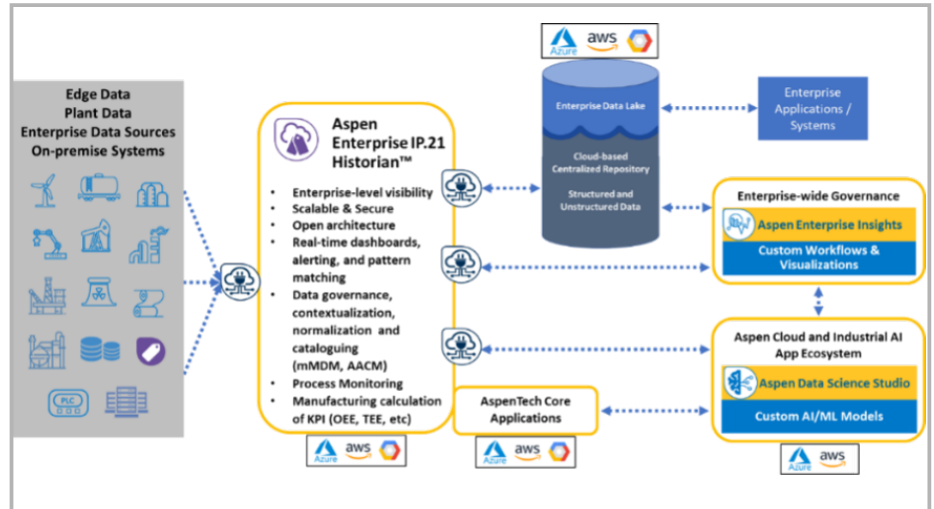 Edge Data
Plant Data
Enterprise Data Sources
On-premise Systems
PLC
Aspen
Enterprise IP.21
Historian™
• Enterprise-level visibility
• Scalable & Secure
• Open architecture
• Real-time dashboards,
alerting, and pattern
matching
• Data governance,
contextualization,
normalization and
cataloguing
(mMDM, AACM)
• Process Monitoring
• Manufacturing calculation
of KPI (OEE, TEE, etc)
Azure
aws
AspenTech Core
Applications
Azure
aws
Azure
aws
Enterprise Data Lake
Cloud-based
Centralized Repository
Structured and
Unstructured Data
Enterprise
Applications /
Systems
Enterprise-wide Governance
Aspen Enterprise Insights
Custom Workflows &
Visualizations
Aspen Cloud and Industrial AI
App Ecosystem
Aspen Data Science Studio
Custom AI/ML Models
Azure
aws